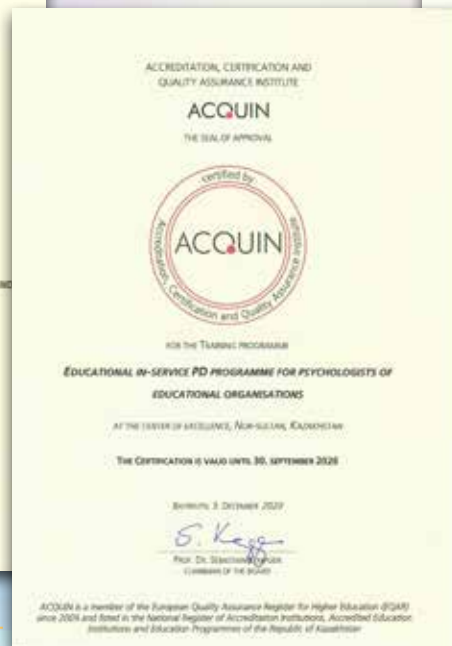 ACCREDITATION, CERTIFICATION AND
QUALITY ASSURANCE INSTITUTE
ACQUIN
THE SEAL OF APPROVAL
certified by
ACQUIN
Accreditation, Certification and Quality Assurance Institute
FOR THE TRAINING PROGRAMME
EDUCATIONAL IN-SERVICE PD PROGRAMME FOR PSYCHOLOGISTS OF
EDUCATIONAL ORGANISATIONS
AT THE CENTER OF EXCELLENCE, NUR-SULTAN, KAZAKHSTAN
THE CERTIFICATION IS VALID UNTIL 30. SEPTEMBER 2026
BAYREUTH, 3. DECEMBER 2020
PROF. DR. SEBASTIAN
CHAIRMAN OF THE BOARD
ACQUIN is a member of the European Quality Assurance Register for Higher Education (EQAR)
since 2009 and listed in the National Register of Accreditation Institutions, Accredited Education
Institutions and Education Programmes of the Republic of Kazakhstan